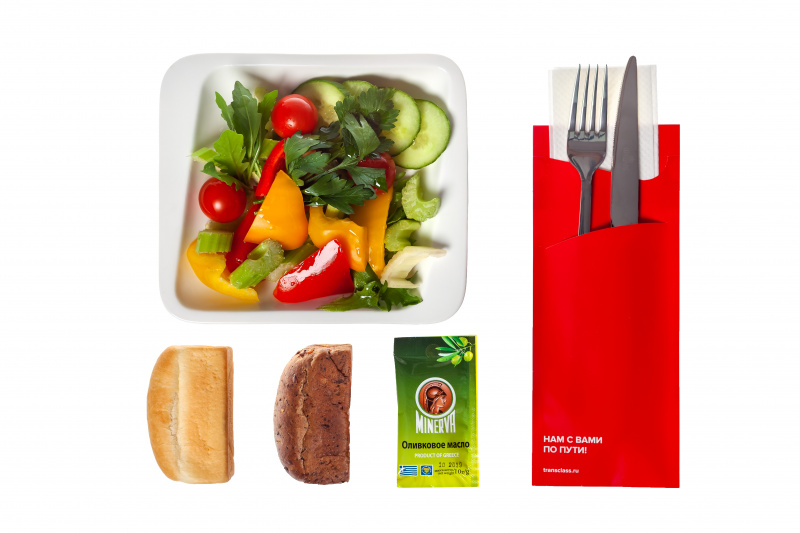 MINERVA
Оливковое масло
PRODUCT OF GREECE
НАМ С ВАМИ
ПО ПУТИ!
transclass.ru